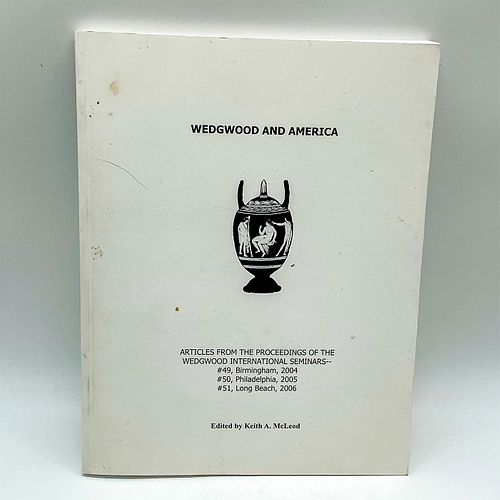 WEDGWOOD AND AMERICA
ARTICLES FROM THE PROCEEDINGS OF THE
WEDGWOOD INTERNATIONAL SEMINARS--
#49, Birmingham, 2004
#50, Philadelphia, 2005
#51, Long Beach, 2006
Edited by Keith A. McLeod